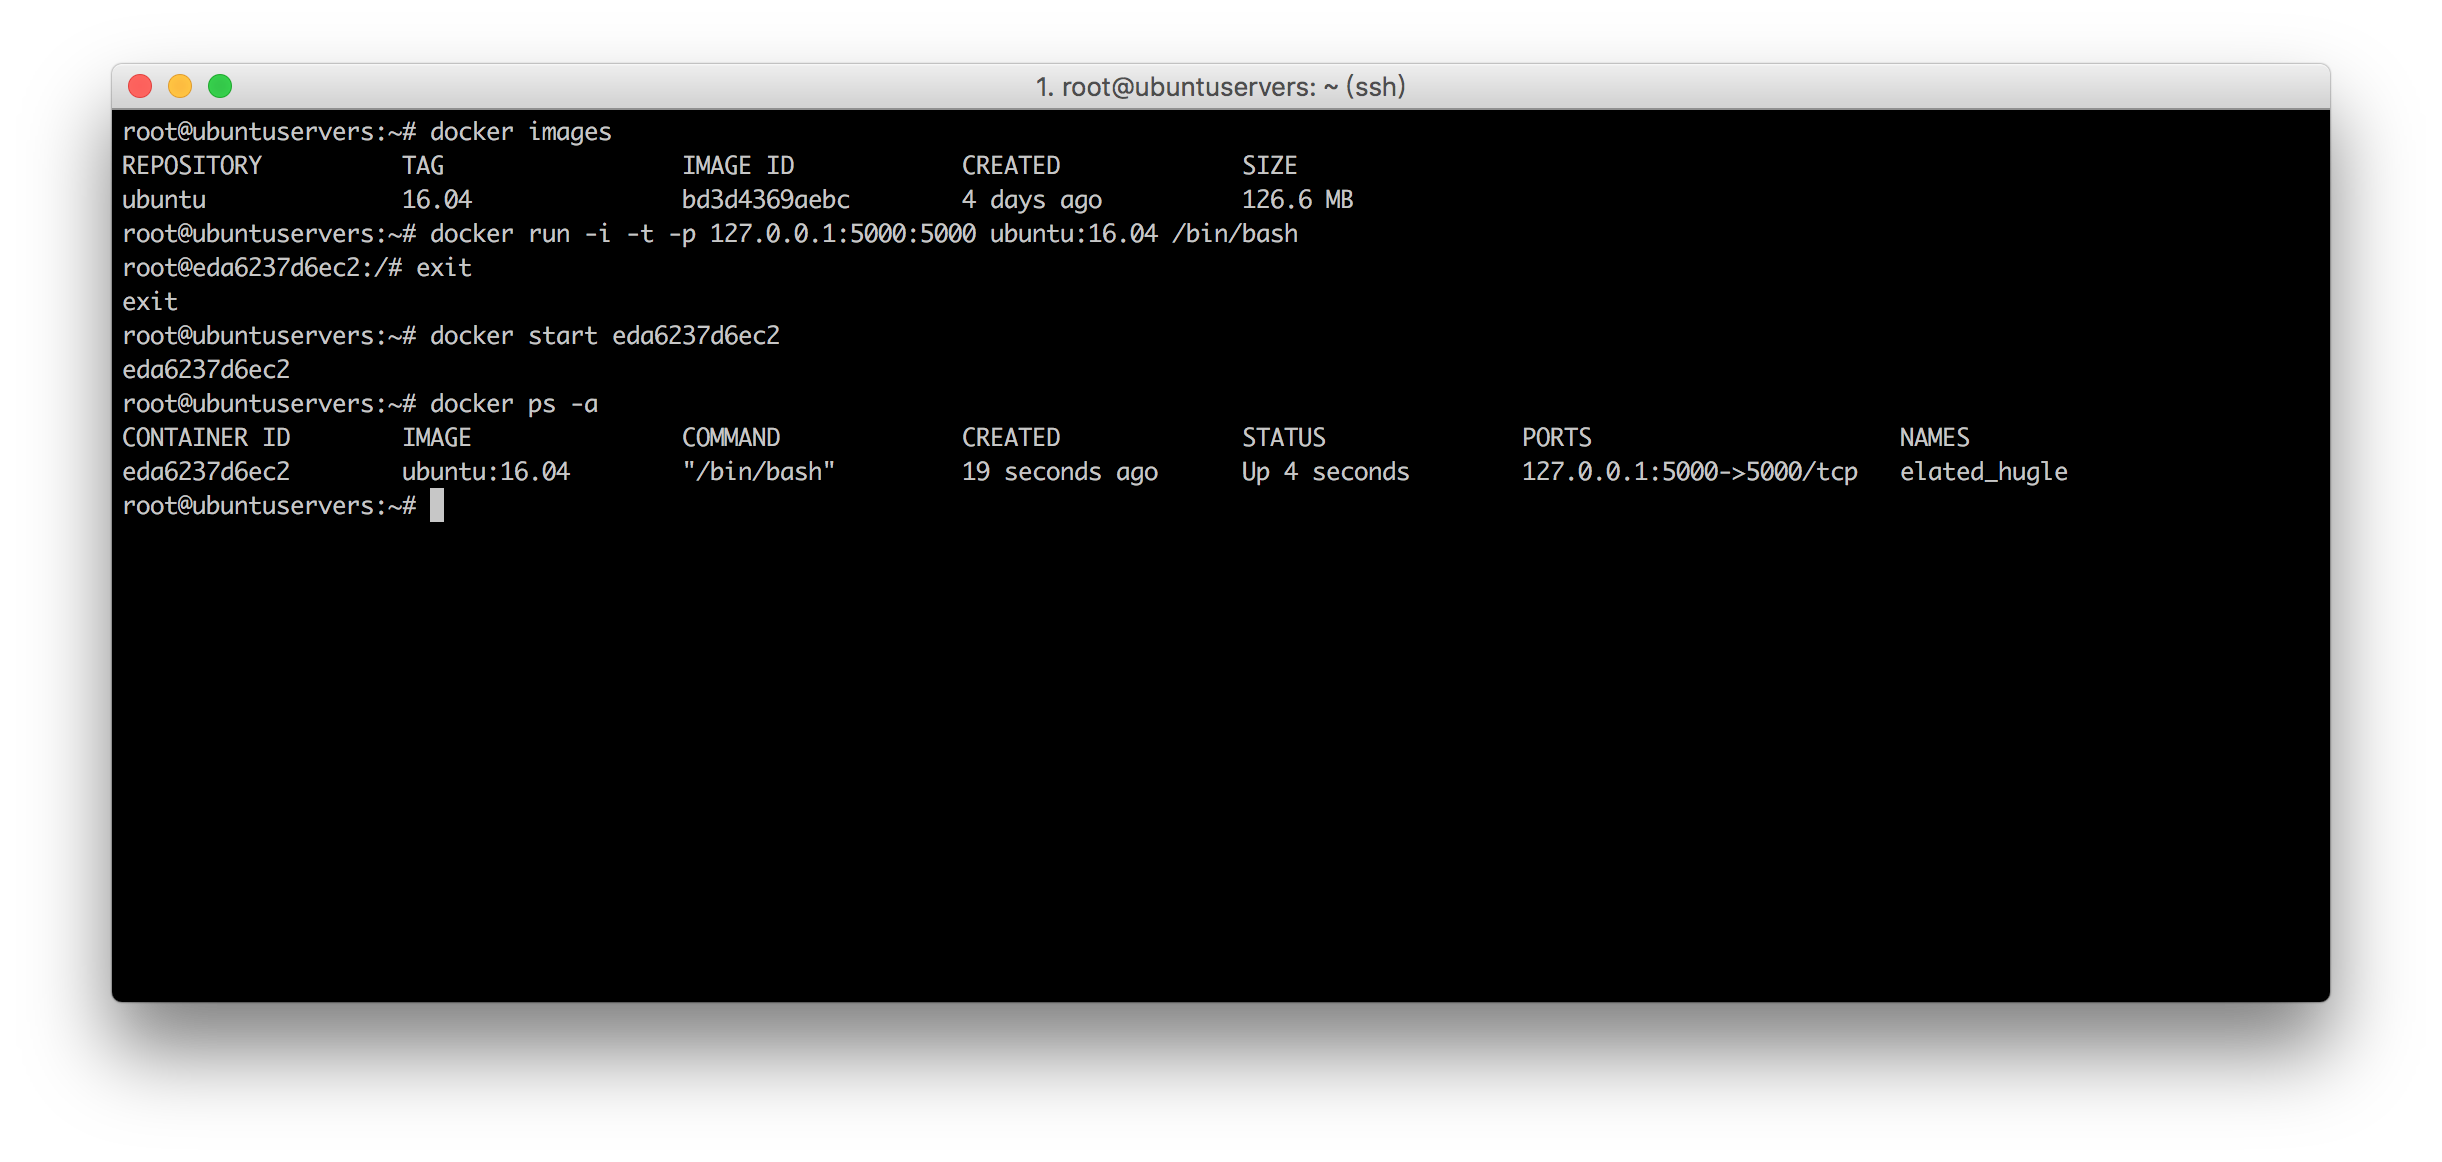 1. root@ubuntuservers: ~ (ssh)
root@ubuntuservers:~# docker images
REPOSITORY          TAG                 IMAGE ID            CREATED             SIZE
ubuntu              16.04               bd3d4369aebc        4 days ago          126.6 MB
root@ubuntuservers:~# docker run -i -t -p 127.0.0.1:5000:5000 ubuntu:16.04 /bin/bash
root@eda6237d6ec2:/# exit
exit
root@ubuntuservers:~# docker start eda6237d6ec2
eda6237d6ec2
root@ubuntuservers:~# docker ps -a
CONTAINER ID        IMAGE               COMMAND             CREATED             STATUS              PORTS                      NAMES
eda6237d6ec2        ubuntu:16.04        "/bin/bash"         19 seconds ago      Up 4 seconds        127.0.0.1:5000->5000/tcp   elated_hugle
root@ubuntuservers:~#